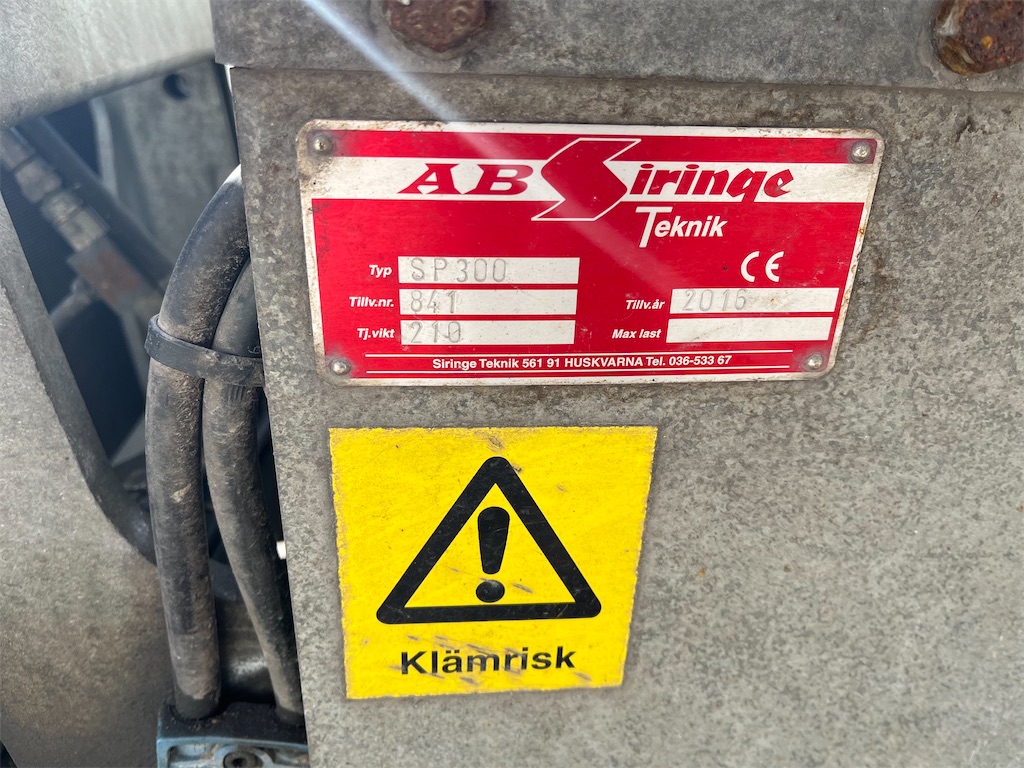 AB Siringe
Teknik
CE
Typ SP300
Tillv.nr. 841
Tillv.år 2016
Tj.vikt 210
Max last
Siringe Teknik 561 91 HUSKVARNA Tel. 036-533 67
Klämrisk